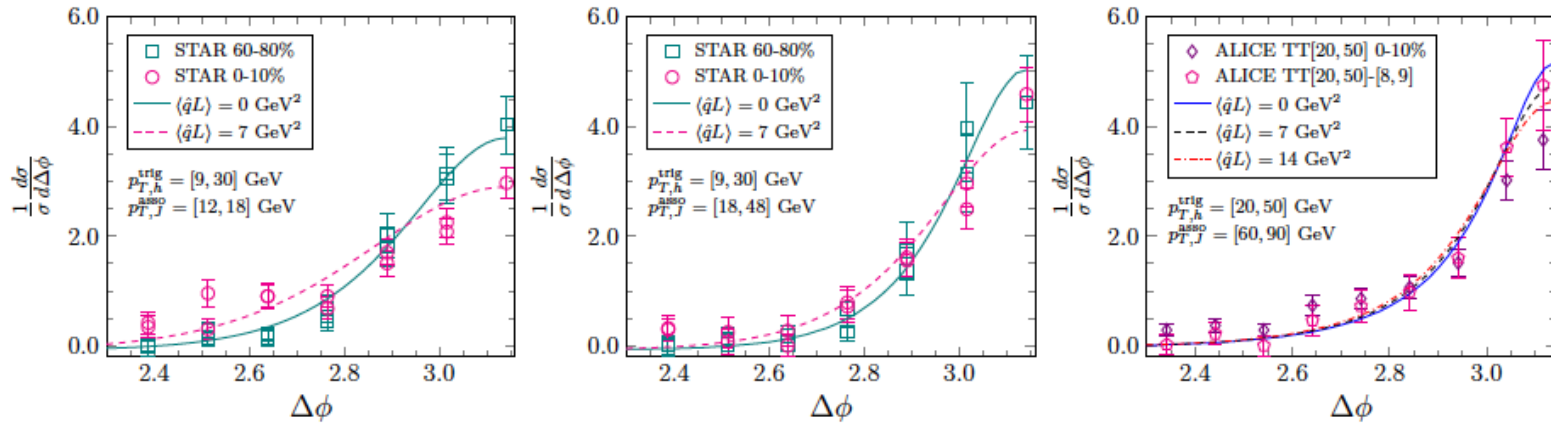 6.0
4.0
2.0
0.0
1/σ dσ/dΔϕ
STAR 60-80%
STAR 0-10%
⟨q̂L⟩ = 0 GeV²
⟨q̂L⟩ = 7 GeV²
p_{T,h}^{trig} = [9, 30] GeV
p_{T,J}^{asso} = [12, 18] GeV
2.4 2.6 2.8 3.0
Δϕ
6.0
4.0
2.0
0.0
1/σ dσ/dΔϕ
STAR 60-80%
STAR 0-10%
⟨q̂L⟩ = 0 GeV²
⟨q̂L⟩ = 7 GeV²
p_{T,h}^{trig} = [9, 30] GeV
p_{T,J}^{asso} = [18, 48] GeV
2.4 2.6 2.8 3.0
Δϕ
6.0
4.0
2.0
0.0
1/σ dσ/dΔϕ
ALICE TT[20, 50] 0-10%
ALICE TT[20, 50]-[8, 9]
⟨q̂L⟩ = 0 GeV²
⟨q̂L⟩ = 7 GeV²
⟨q̂L⟩ = 14 GeV²
p_{T,h}^{trig} = [20, 50] GeV
p_{T,J}^{asso} = [60, 90] GeV
2.4 2.6 2.8 3.0
Δϕ